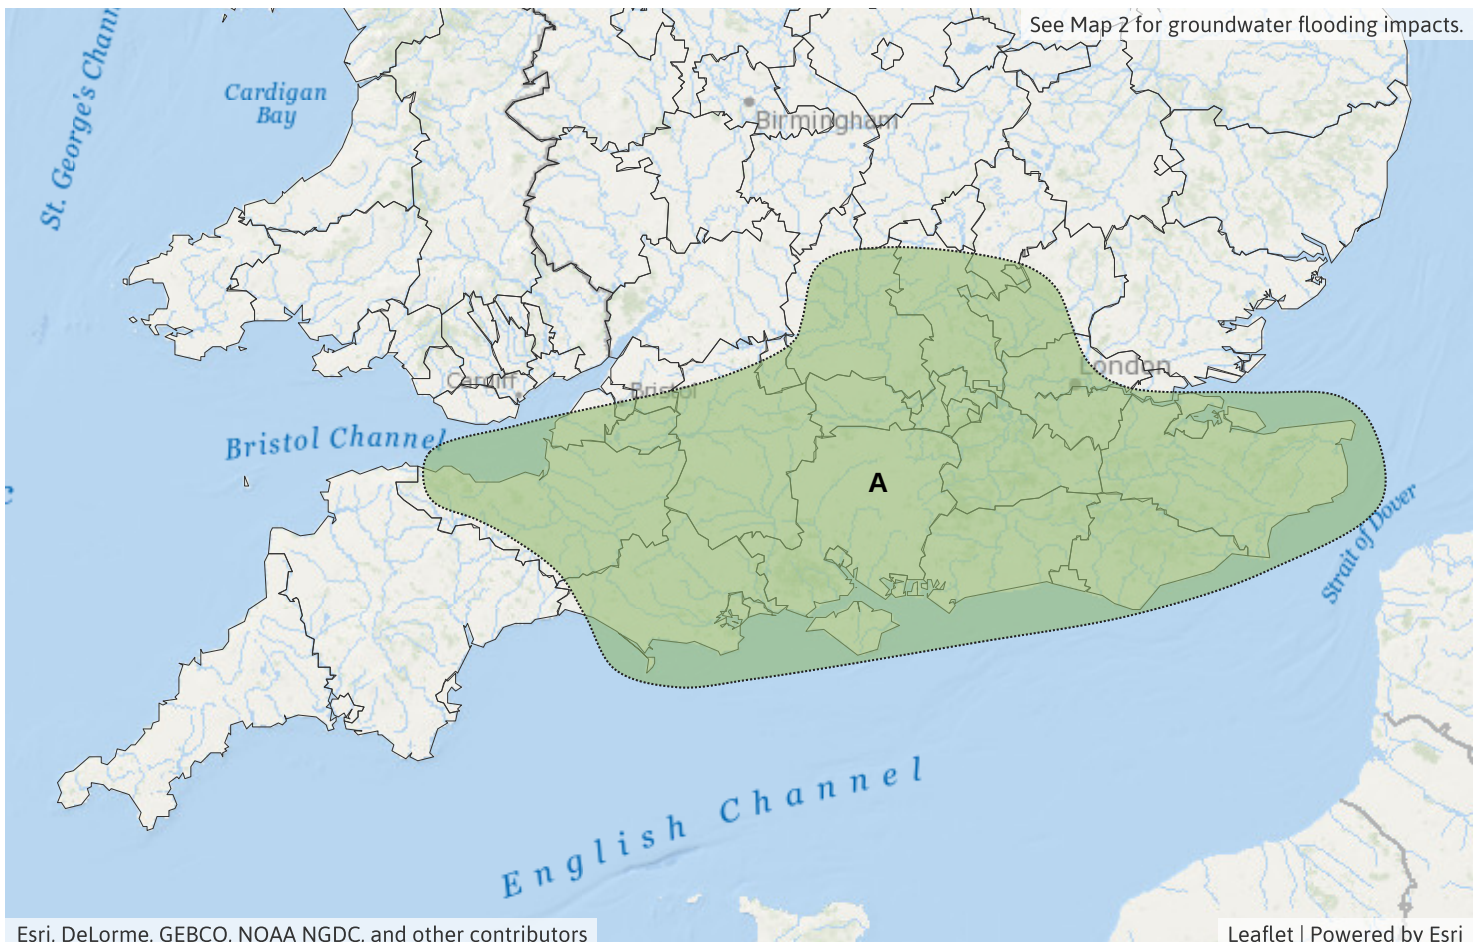 See Map 2 for groundwater flooding impacts.
St. George's Chann
Cardigan
Bay
Birmingham
Cardiff
Bristol
London
Bristol Channel
A
c
Strait of Dover
English Channel
Esri, DeLorme, GEBCO, NOAA NGDC, and other contributors
Leaflet | Powered by Esri